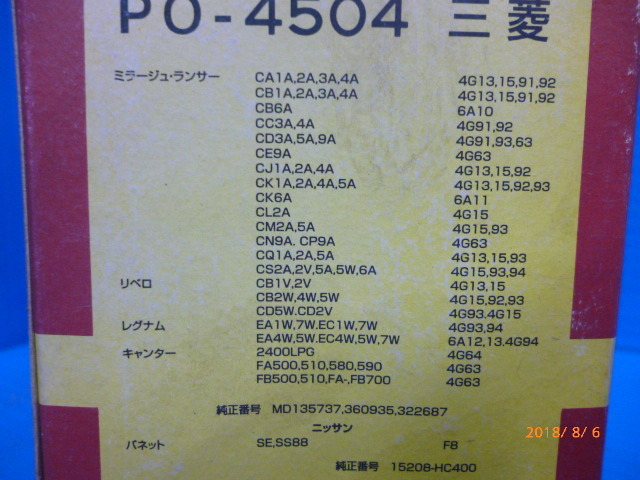 PO-4504 三菱
ミラージュ・ランサー CA1A,2A,3A,4A 4G13,15,91,92
CB1A,2A,3A,4A 4G13,15,91,92
CB6A 6A10
CC3A,4A 4G91,92
CD3A,5A,9A 4G91,93,63
CE9A 4G63
CJ1A,2A,4A 4G13,15,92
CK1A,2A,4A,5A 4G13,15,92,93
CK6A 6A11
CL2A 4G15
CM2A,5A 4G15,93
CN9A. CP9A 4G63
CQ1A,2A,5A 4G13,15,93
CS2A,2V,5A,5W,6A 4G15,93,94
リベロ CB1V,2V 4G13,15
CB2W,4W,5W 4G15,92,93
CD5W.CD2V 4G93.4G15
レグナム EA1W,7W.EC1W,7W 4G93,94
EA4W,5W.EC4W,5W,7W 6A12,13.4G94
キャンター 2400LPG 4G64
FA500,510,580,590 4G63
FB500,510,FA-,FB700 4G63
純正番号 MD135737,360935,322687
ニッサン
バネット SE,SS88 F8
純正番号 15208-HC400
2018/ 8/ 6